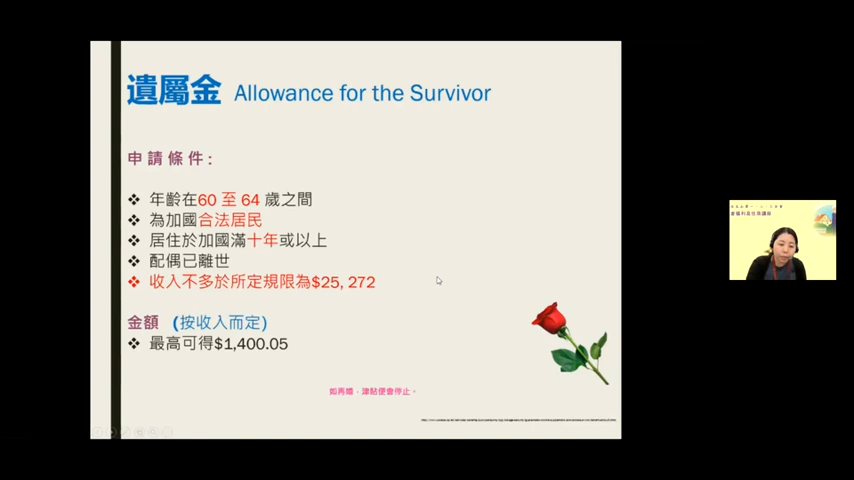 遺屬金 Allowance for the Survivor
申請條件:
❖ 年齡在60 至 64 歲之間
❖ 為加國合法居民
❖ 居住於加國滿十年或以上
❖ 配偶已離世
❖ 收入不多於所定規限為$25, 272
金額 (按收入而定)
❖ 最高可得$1,400.05
如再婚，津貼便會停止。